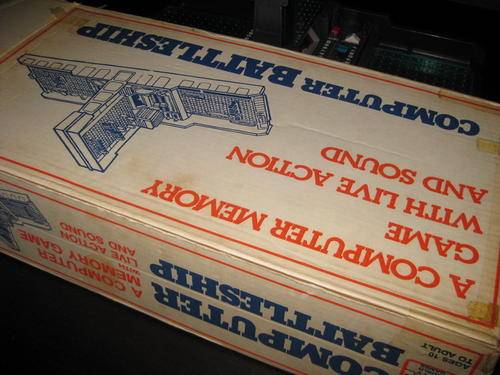 COMPUTER BATTLESHIP
A COMPUTER MEMORY
GAME
WITH LIVE ACTION
AND SOUND
COMPUTER
BATTLESHIP
A COMPUTER
MEMORY GAME
WITH LIVE ACTION
AND SOUND
AGES 10
TO ADULT